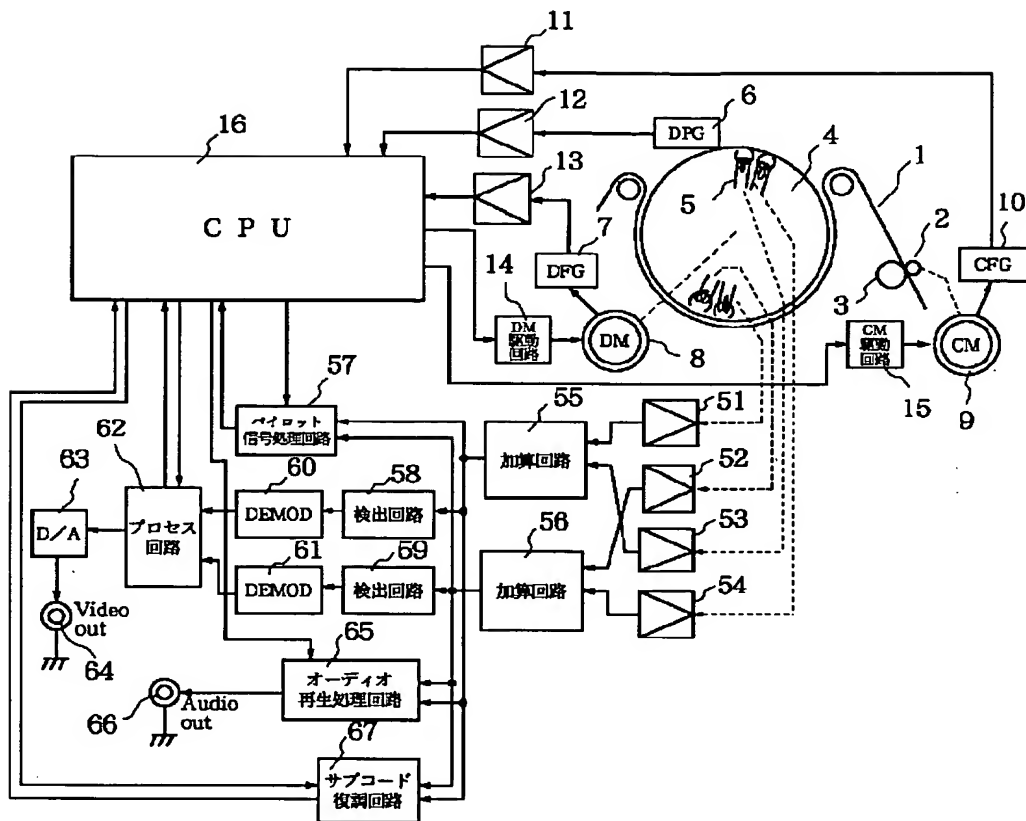 11
12
6
4
16
DPG
13
1
5
CPU
7
2
10
DFG
CFG
14
3
DM
駆動
回路
DM
8
CM
駆動
回路
CM
15
9
57
51
55
パイロット
信号処理回路
加算回路
52
62
60
58
63
DEMOD
検出回路
56
53
D/A
プロセス
回路
61
59
加算回路
54
DEMOD
検出回路
Video
out
64
65
オーディオ
再生処理回路
66
Audio
out
67
サブコード
復調回路